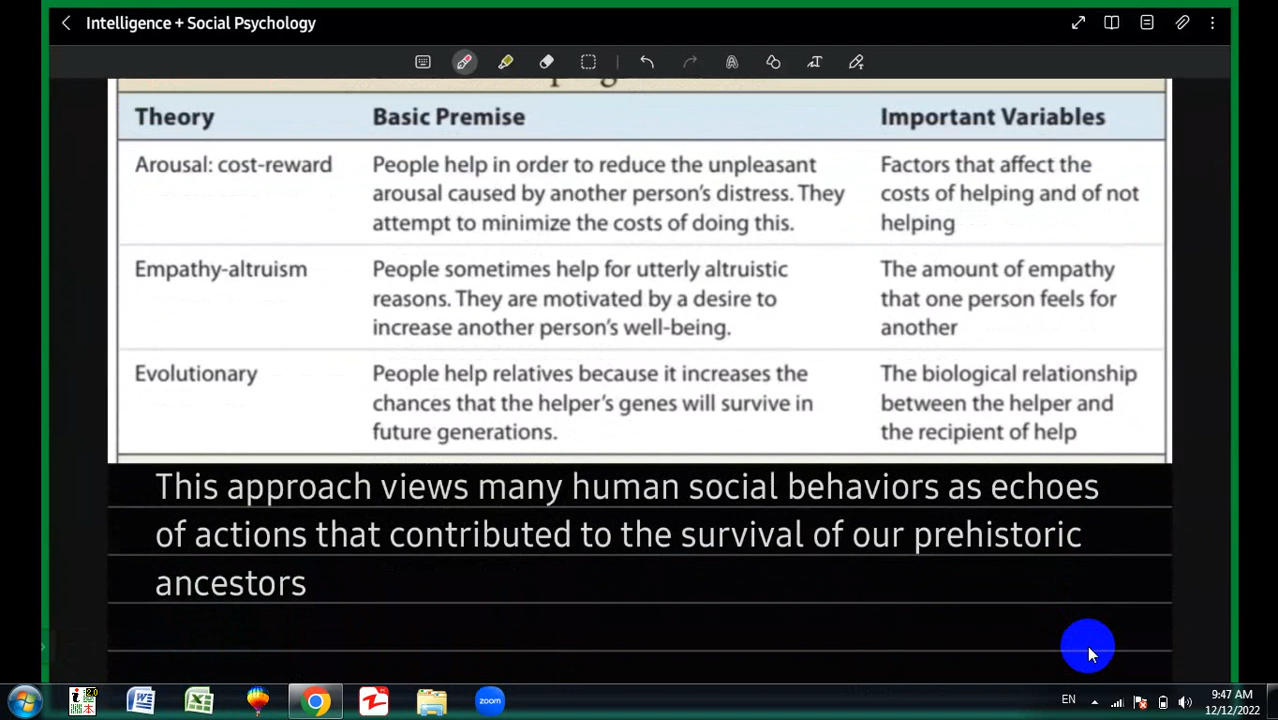 Intelligence + Social Psychology
Theory Basic Premise Important Variables
Arousal: cost-reward People help in order to reduce the unpleasant Factors that affect the
arousal caused by another person's distress. They costs of helping and of not
attempt to minimize the costs of doing this. helping
Empathy-altruism People sometimes help for utterly altruistic The amount of empathy
reasons. They are motivated by a desire to that one person feels for
increase another person's well-being. another
Evolutionary People help relatives because it increases the The biological relationship
chances that the helper's genes will survive in between the helper and
future generations. the recipient of help
This approach views many human social behaviors as echoes
of actions that contributed to the survival of our prehistoric
ancestors
zoom
EN
9:47 AM
12/12/2022